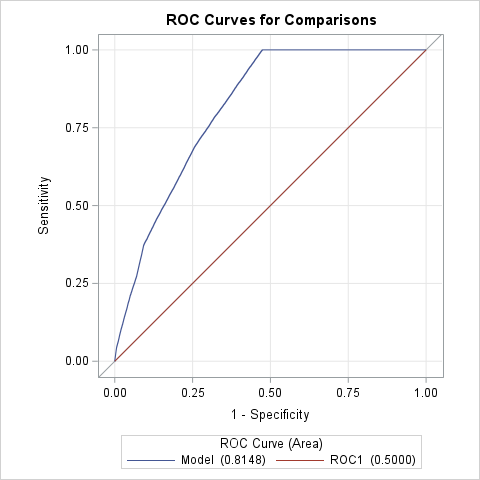 ROC Curves for Comparisons
1.00
0.75
0.50
0.25
0.00
Sensitivity
0.00 0.25 0.50 0.75 1.00
1 - Specificity
ROC Curve (Area)
Model (0.8148) ROC1 (0.5000)